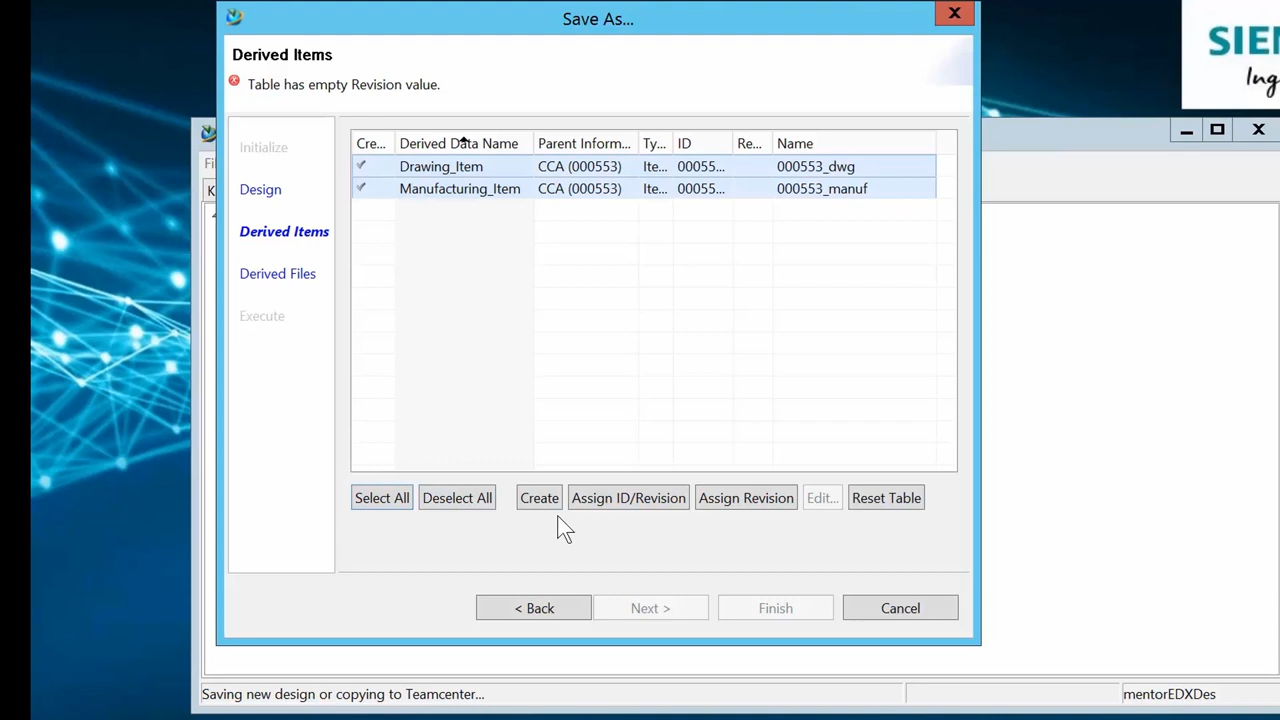 Save As...
SIEM
Ing
Derived Items
Table has empty Revision value.
Initialize
Design
Derived Items
Derived Files
Execute
Cre... Derived Data Name Parent Inform... Ty... ID Re... Name
Drawing_Item CCA (000553) Ite... 00055... 000553_dwg
Manufacturing_Item CCA (000553) Ite... 00055... 000553_manuf
Select All Deselect All Create Assign ID/Revision Assign Revision Edit... Reset Table
< Back Next > Finish Cancel
Saving new design or copying to Teamcenter... mentorEDXDes